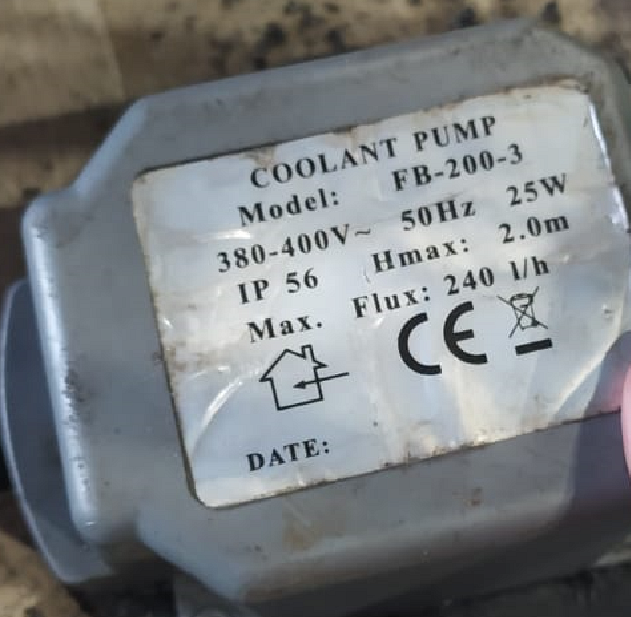 COOLANT PUMP
Model: FB-200-3
380-400V~ 50Hz 25W
IP 56 Hmax: 2.0m
Max. Flux: 240 l/h
CE
DATE: